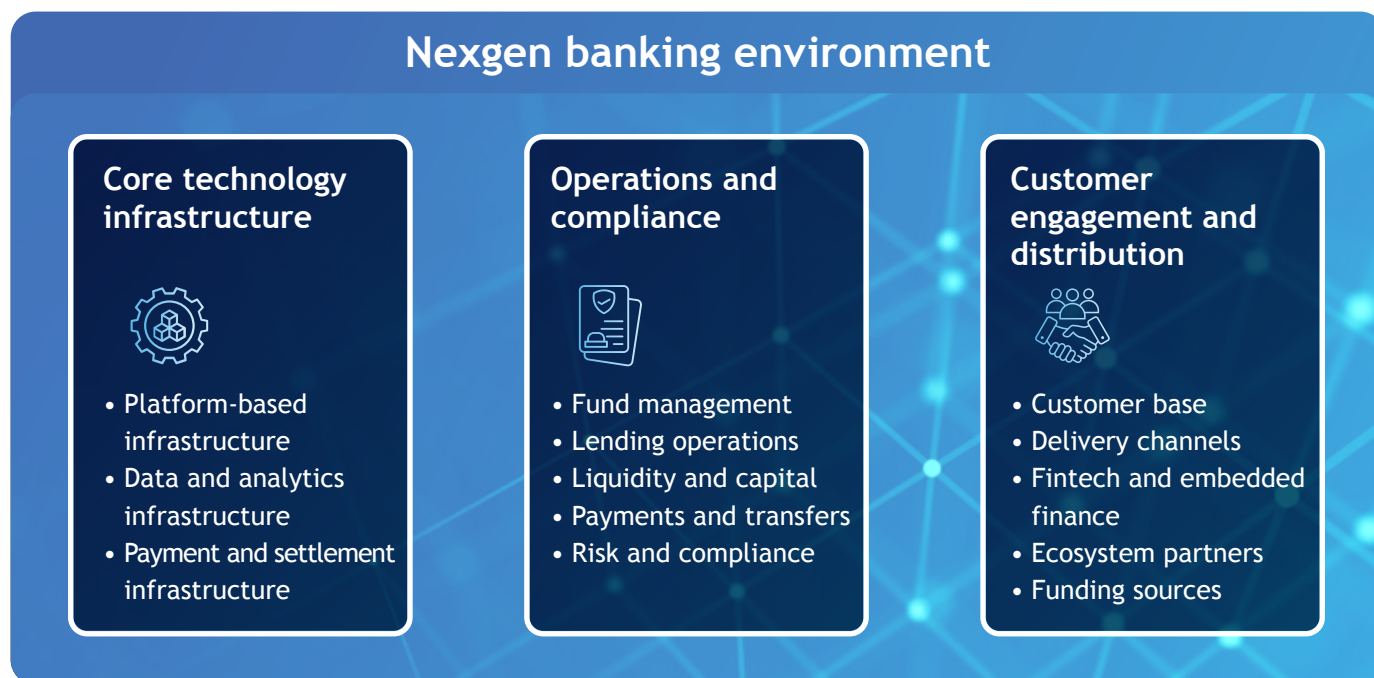 Nexgen banking environment
Core technology
infrastructure
• Platform-based
infrastructure
• Data and analytics
infrastructure
• Payment and settlement
infrastructure
Operations and
compliance
• Fund management
• Lending operations
• Liquidity and capital
• Payments and transfers
• Risk and compliance
Customer
engagement and
distribution
• Customer base
• Delivery channels
• Fintech and embedded
finance
• Ecosystem partners
• Funding sources